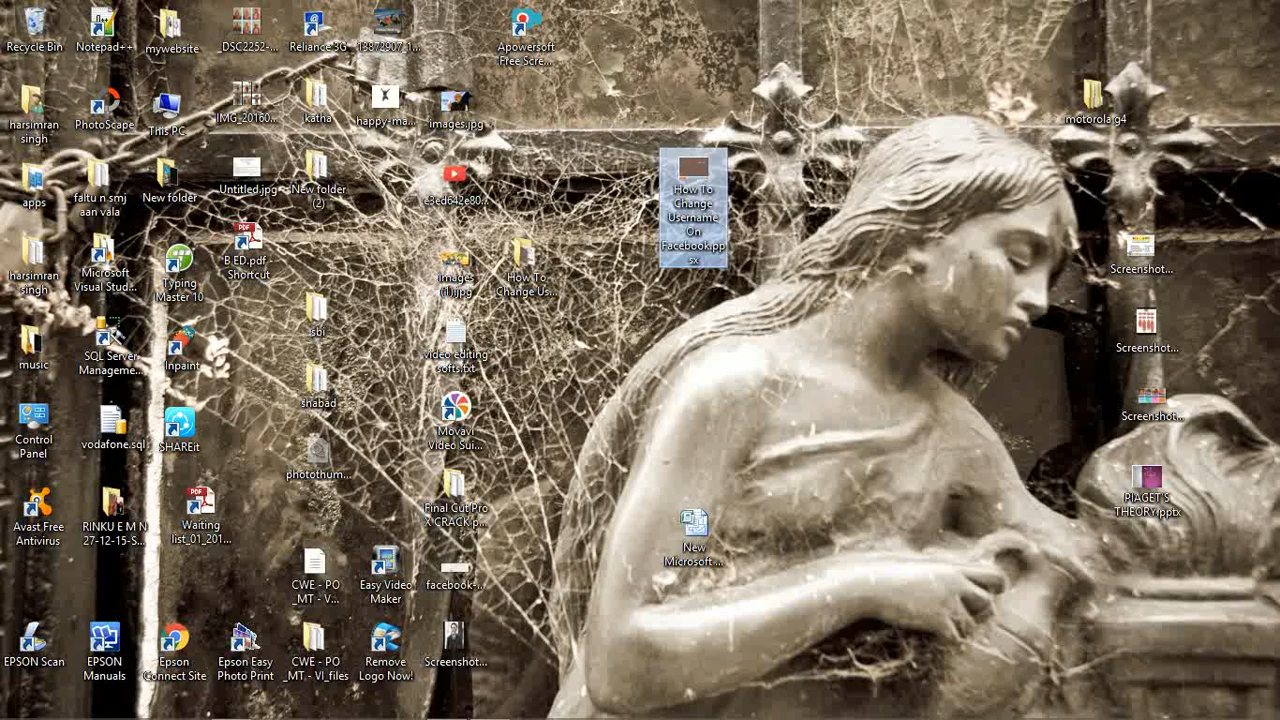 Recycle Bin
Notepad++
mywebsite
_DSC2252-...
Reliance 3G
13872907_1...
Apowersoft
Free Scre...
harsimran
singh
PhotoScape
This PC
IMG_20160...
katha
happy-ma...
images.jpg
motorola g4
apps
faltu n smj
aan vala
New folder
Untitled.jpg
New folder
(2)
e3ed642e80...
How To
Change
Username
On
Facebook.pp
sx
harsimran
singh
Microsoft
Visual Stud...
Typing
Master 10
PDF
B.ED.pdf -
Shortcut
images
(1).jpg
How To
Change Us...
Screenshot...
music
SQL Server
Manageme...
Inpaint
sbi
video editing
softs.txt
Screenshot...
Control
Panel
vodafone.sql
SHAREit
shabad
Movavi
Video Sui...
Screenshot...
photothum...
Avast Free
Antivirus
RINKU E M N
27-12-15-S...
PDF
Waiting
list_01_201...
Final Cut Pro
X CRACK p...
New
Microsoft ...
PIAGET'S
THEORY.pptx
CWE - PO
_MT - V...
Easy Video
Maker
facebook-...
EPSON Scan
EPSON
Manuals
Epson
Connect Site
Epson Easy
Photo Print
CWE - PO
_MT - VI_files
Remove
Logo Now!
Screenshot...